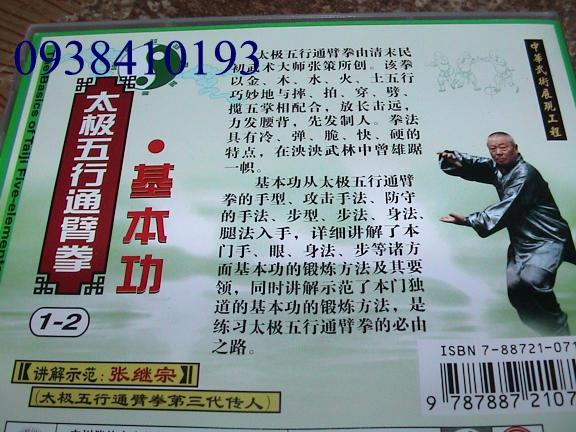 0938410193
太极五行通臂拳由清末民
初武术大师张策所创。该拳
以金、木、水、火、土五行
巧妙地与摔、拍、穿、劈、
攒五掌相配合，放长击远，
力发腰背，先发制人。拳法
具有冷、弹、脆、快、硬的
特点，在泱泱武林中曾雄踞
一帜。
基本功从太极五行通臂
拳的手型、攻击手法、防守
的手法、步型、步法、身法、
腿法入手，详细讲解了本
门手、眼、身法、步等诸方
面基本功的锻炼方法及其要
领，同时讲解示范了本门独
道的基本功的锻炼方法，是
练习太极五行通臂拳的必由
之路。
太极五行通臂拳
·基本功
1-2
Basics of Taiji Five-element
中華武術展现工程
讲解示范：张继宗
（太极五行通臂拳第三代传人）
ISBN 7-88721-071
9 787887 2107